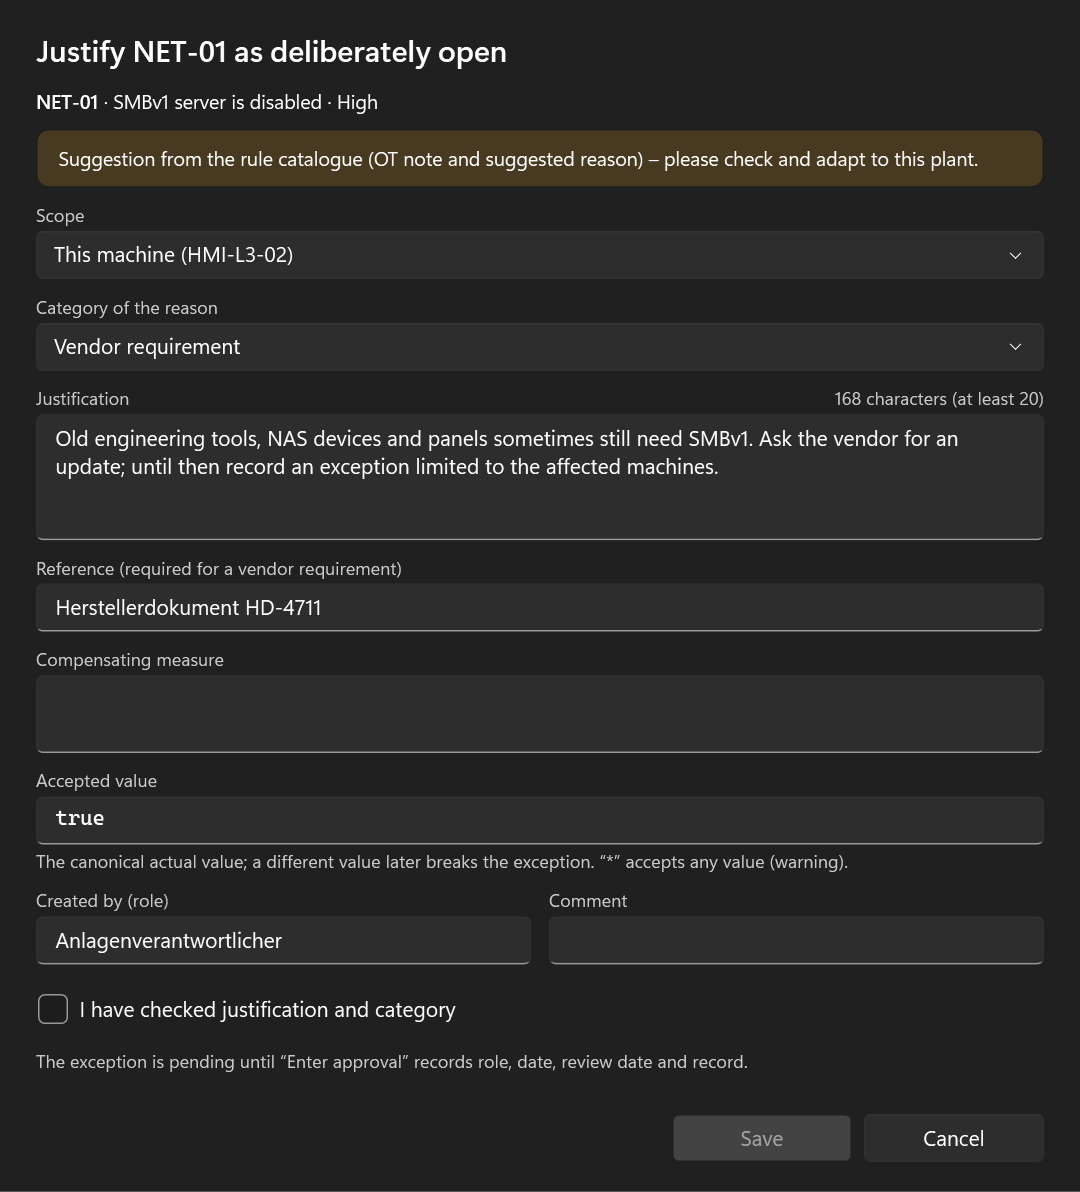 Justify NET-01 as deliberately open
NET-01 · SMBv1 server is disabled · High
Suggestion from the rule catalogue (OT note and suggested reason) – please check and adapt to this plant.
Scope
This machine (HMI-L3-02)
Category of the reason
Vendor requirement
Justification 168 characters (at least 20)
Old engineering tools, NAS devices and panels sometimes still need SMBv1. Ask the vendor for an
update; until then record an exception limited to the affected machines.
Reference (required for a vendor requirement)
Herstellerdokument HD-4711
Compensating measure
Accepted value
true
The canonical actual value; a different value later breaks the exception. “*” accepts any value (warning).
Created by (role) Comment
Anlagenverantwortlicher
I have checked justification and category
The exception is pending until “Enter approval” records role, date, review date and record.
Save Cancel